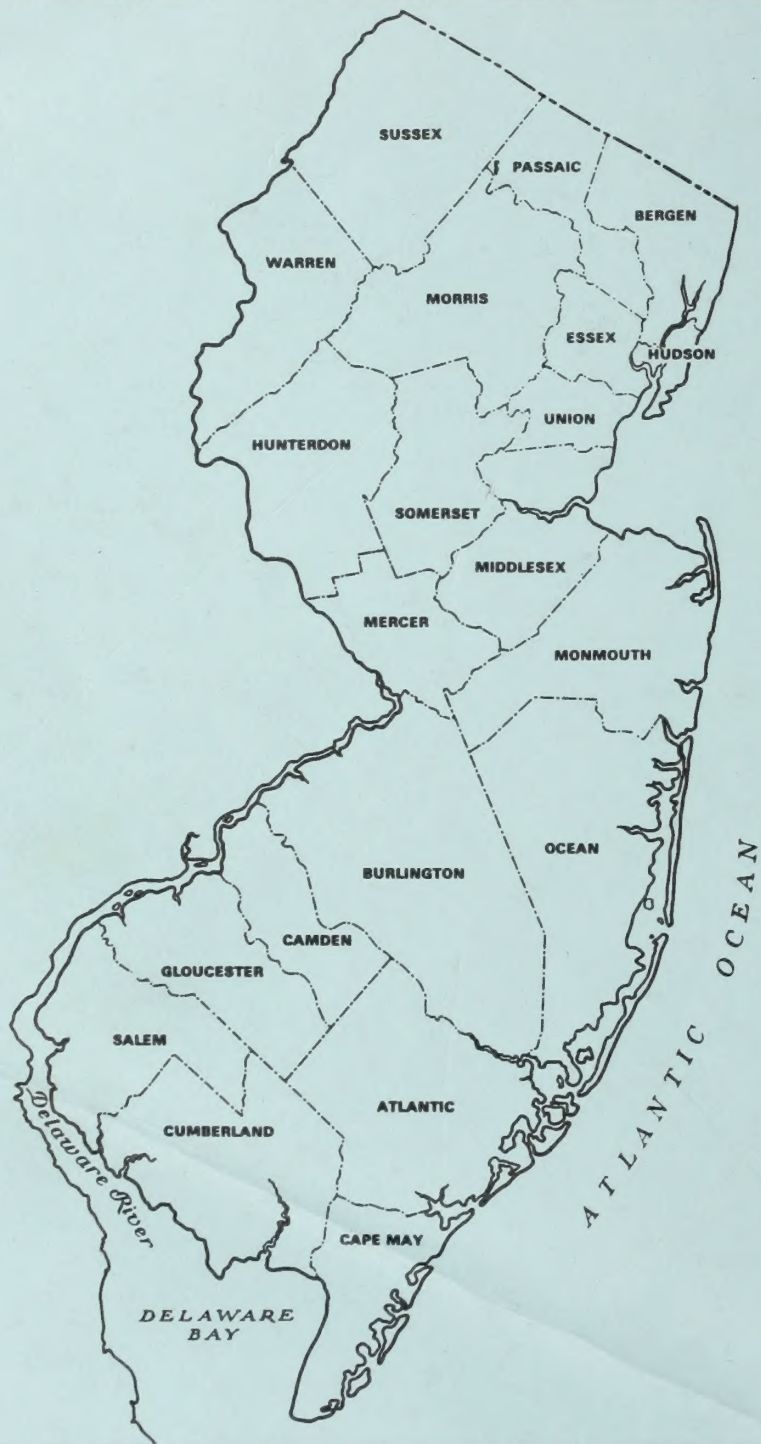 SUSSEX
PASSAIC
BERGEN
WARREN
MORRIS
ESSEX
HUDSON
UNION
HUNTERDON
SOMERSET
MIDDLESEX
MERCER
MONMOUTH
OCEAN
BURLINGTON
CAMDEN
GLOUCESTER
SALEM
ATLANTIC
CUMBERLAND
CAPE MAY
Delaware River
DELAWARE
BAY
ATLANTIC OCEAN